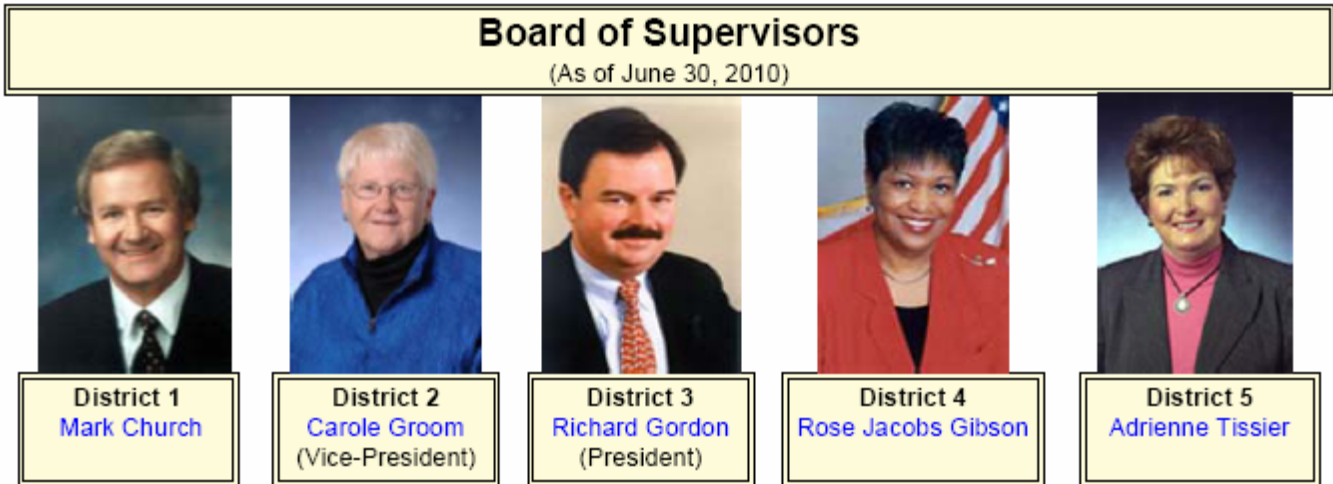 Board of Supervisors
(As of June 30, 2010)
District 1
Mark Church
District 2
Carole Groom
(Vice-President)
District 3
Richard Gordon
(President)
District 4
Rose Jacobs Gibson
District 5
Adrienne Tissier